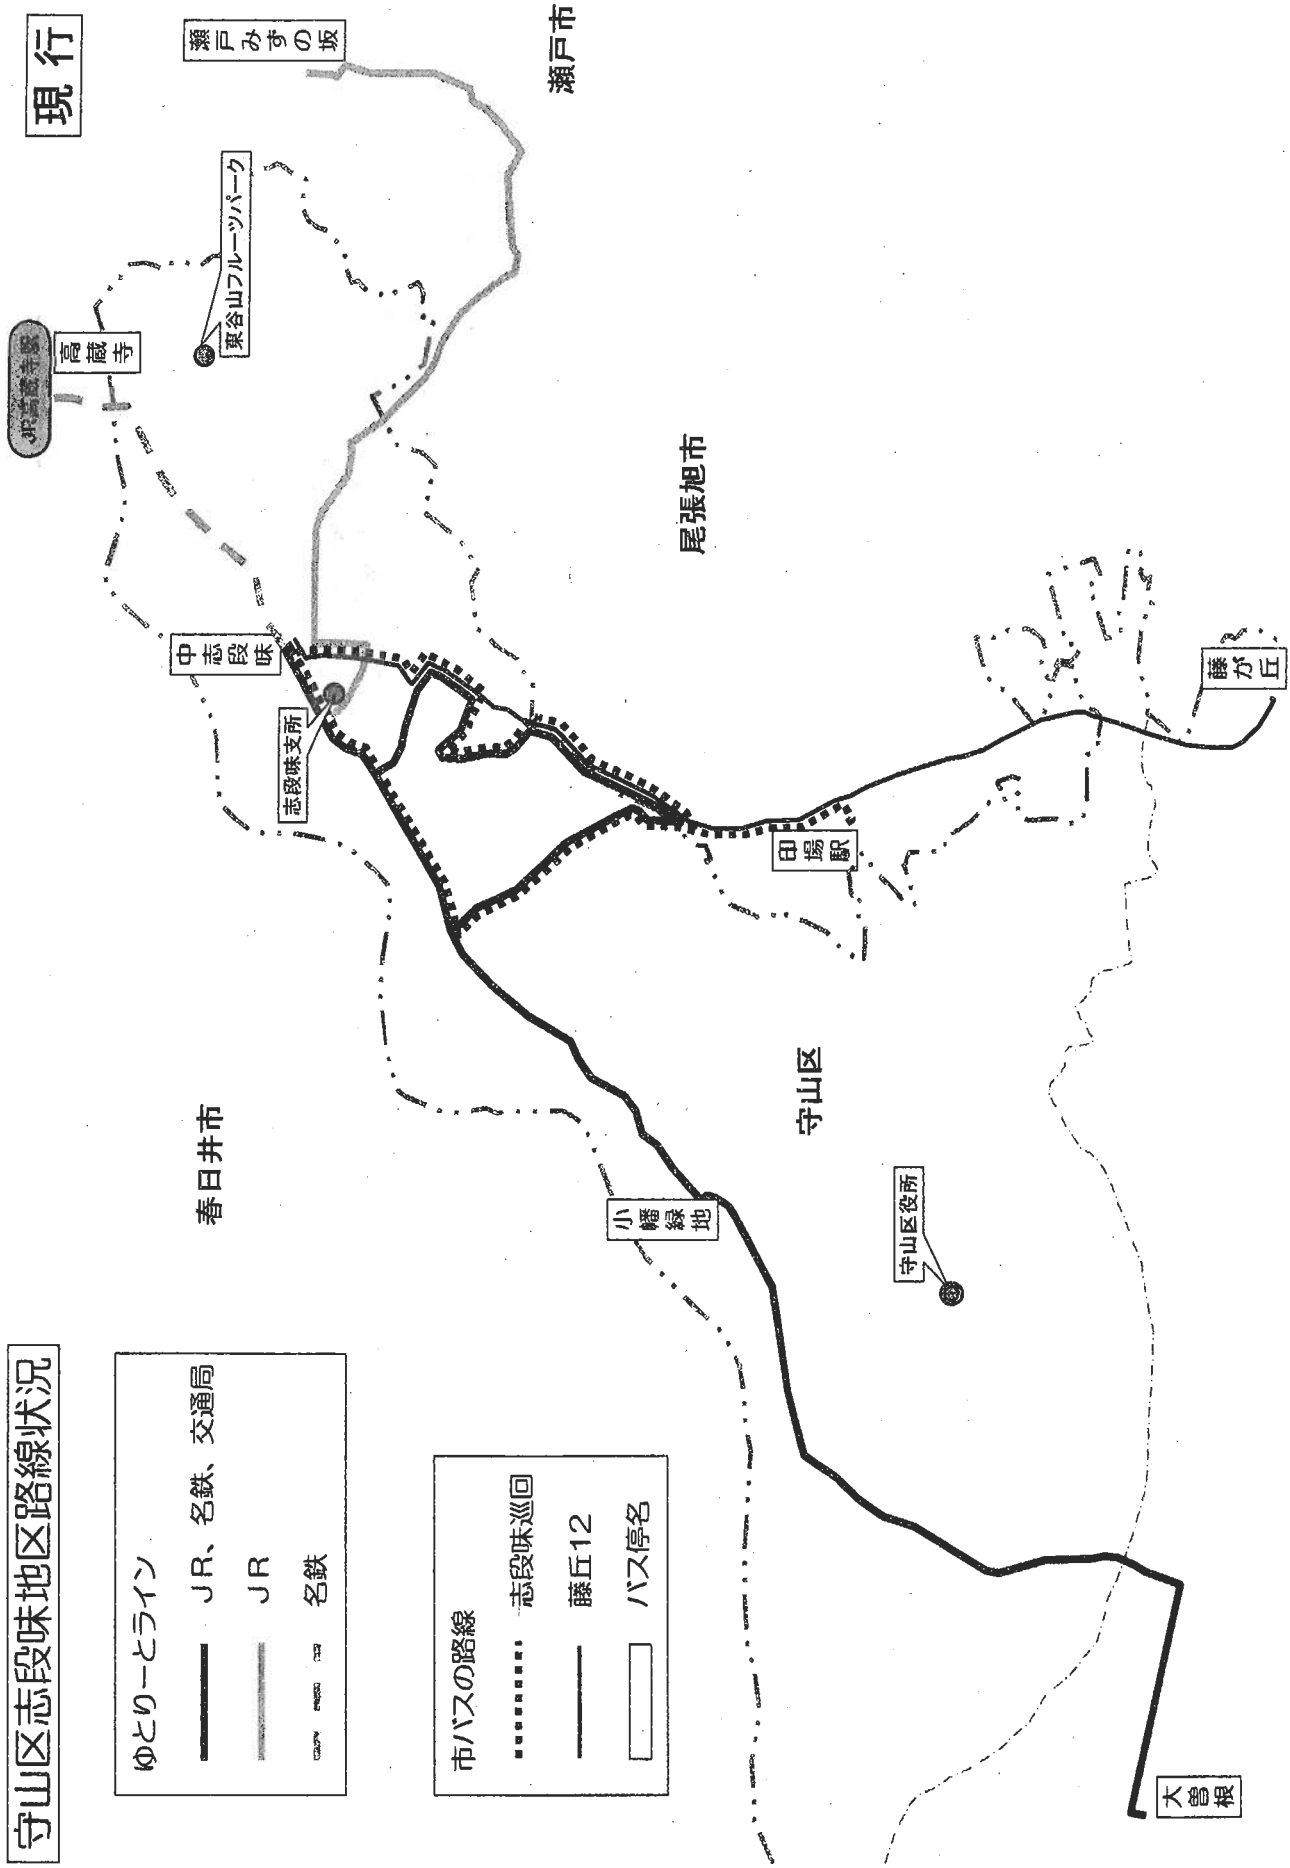 守山区志段味地区路線状況
現行
ゆとりーとライン
JR、名鉄、交通局
JR
名鉄
市バスの路線
志段味巡回
藤丘12
バス停名
JR高蔵寺駅
高蔵寺
瀬戸みずの坂
東谷山フルーツパーク
瀬戸市
中志段味
志段味支所
尾張旭市
春日井市
小幡緑地
守山区
守山区役所
印場駅
藤が丘
大曽根